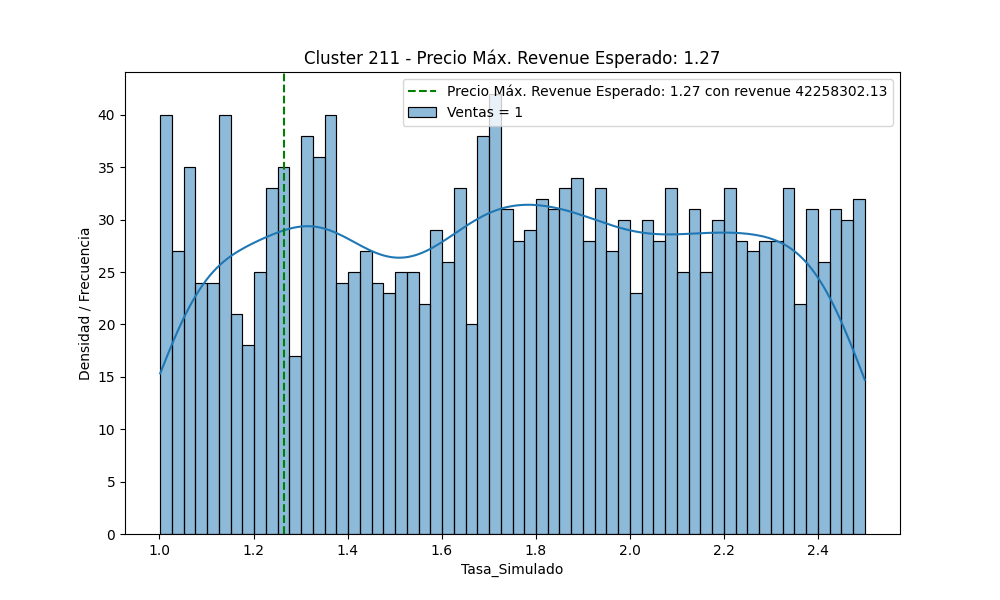 Cluster 211 - Precio Máx. Revenue Esperado: 1.27
Precio Máx. Revenue Esperado: 1.27 con revenue 42258302.13
Ventas = 1
Densidad / Frecuencia
40
35
30
25
20
15
10
5
0
1.0 1.2 1.4 1.6 1.8 2.0 2.2 2.4
Tasa_Simulado